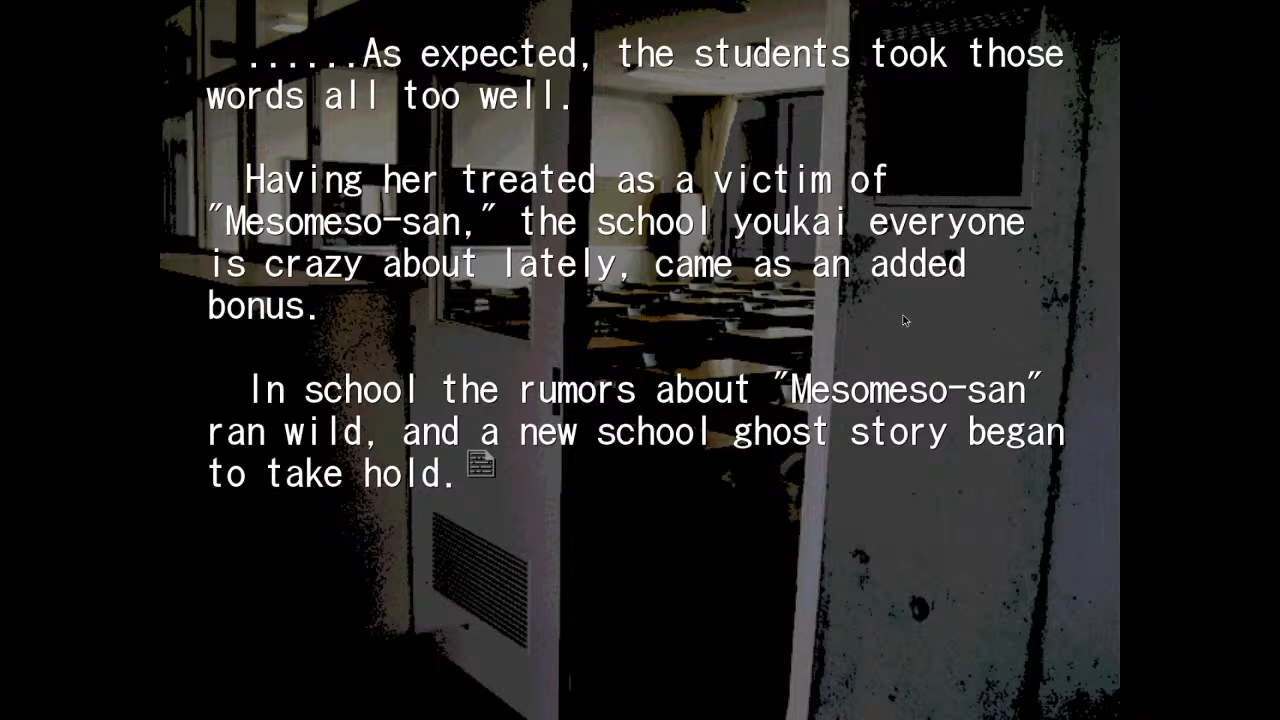 ......As expected, the students took those
words all too well.
Having her treated as a victim of
"Mesomeso-san," the school youkai everyone
is crazy about lately, came as an added
bonus.
In school the rumors about "Mesomeso-san"
ran wild, and a new school ghost story began
to take hold.